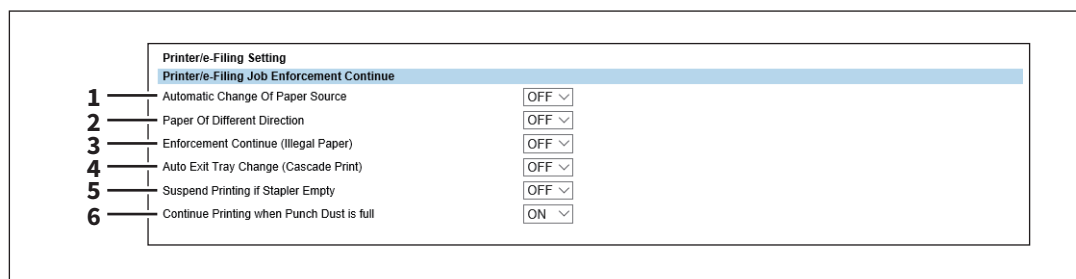 Printer/e-Filing Setting
Printer/e-Filing Job Enforcement Continue
1 Automatic Change Of Paper Source OFF
2 Paper Of Different Direction OFF
3 Enforcement Continue (Illegal Paper) OFF
4 Auto Exit Tray Change (Cascade Print) OFF
5 Suspend Printing if Stapler Empty OFF
6 Continue Printing when Punch Dust is full ON